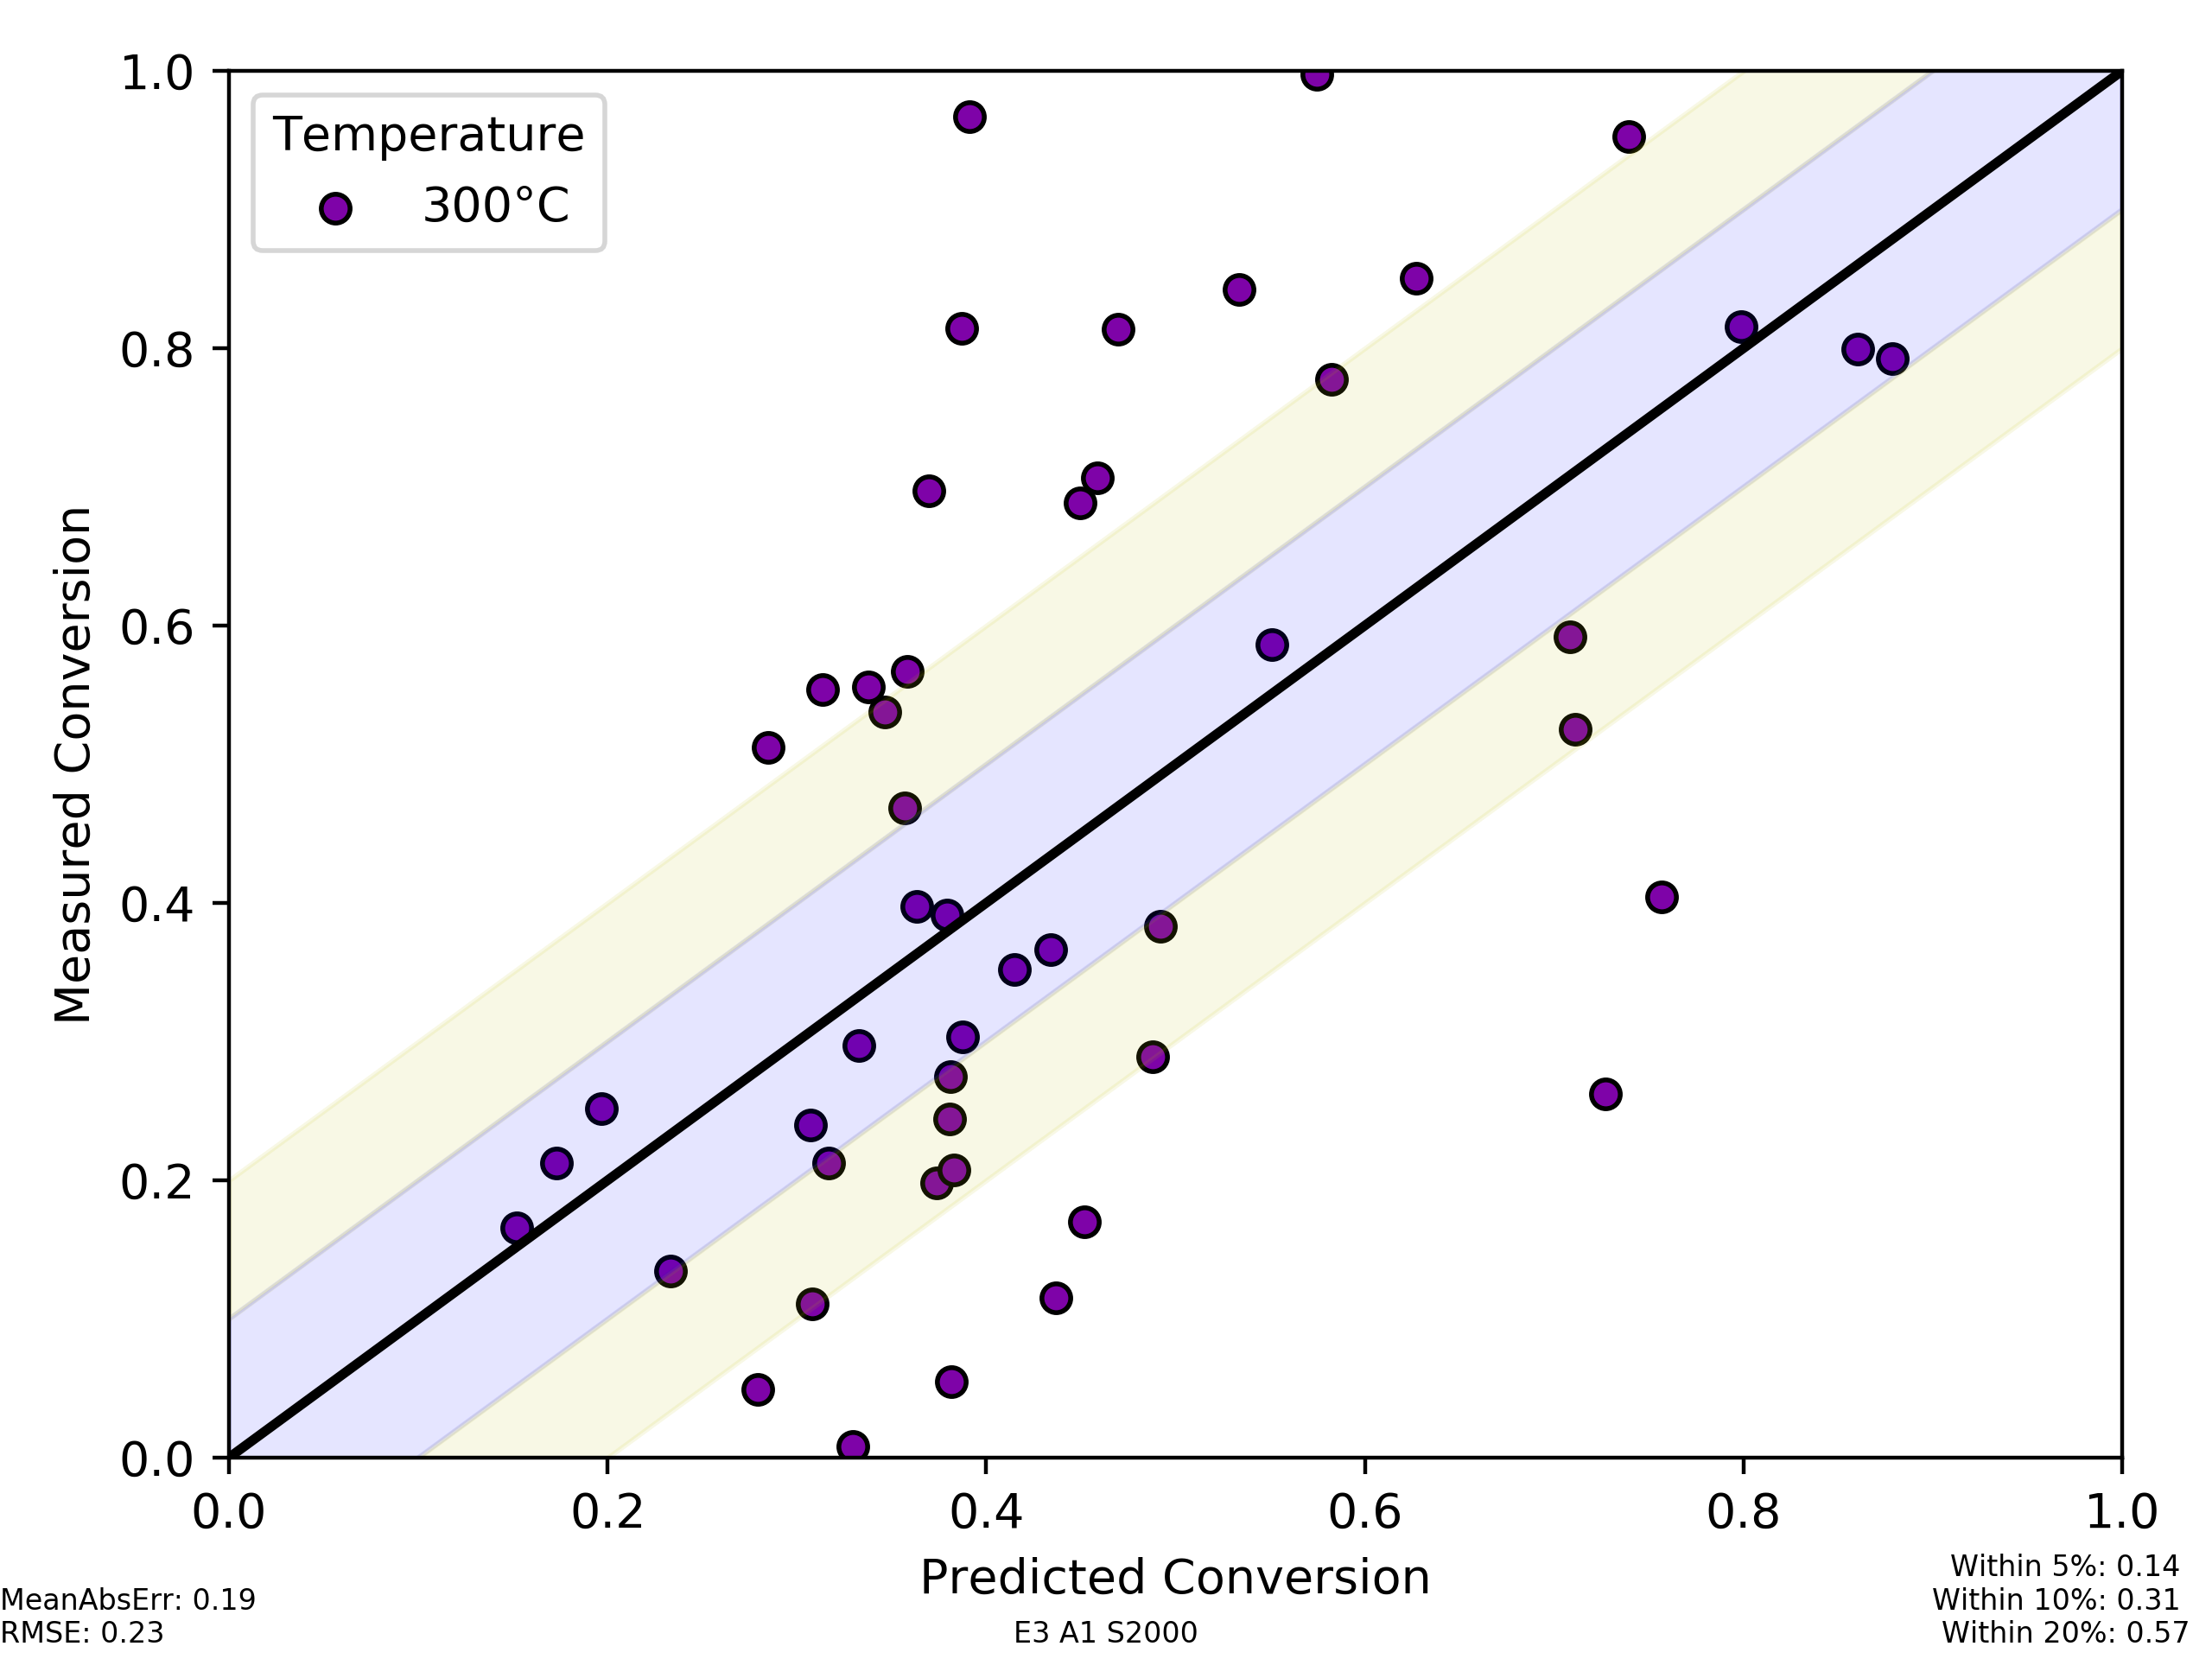 1.0
0.8
0.6
0.4
0.2
0.0
Measured Conversion
Temperature
300°C
0.0 0.2 0.4 0.6 0.8 1.0
Predicted Conversion
E3 A1 S2000
MeanAbsErr: 0.19
RMSE: 0.23
Within 5%: 0.14
Within 10%: 0.31
Within 20%: 0.57